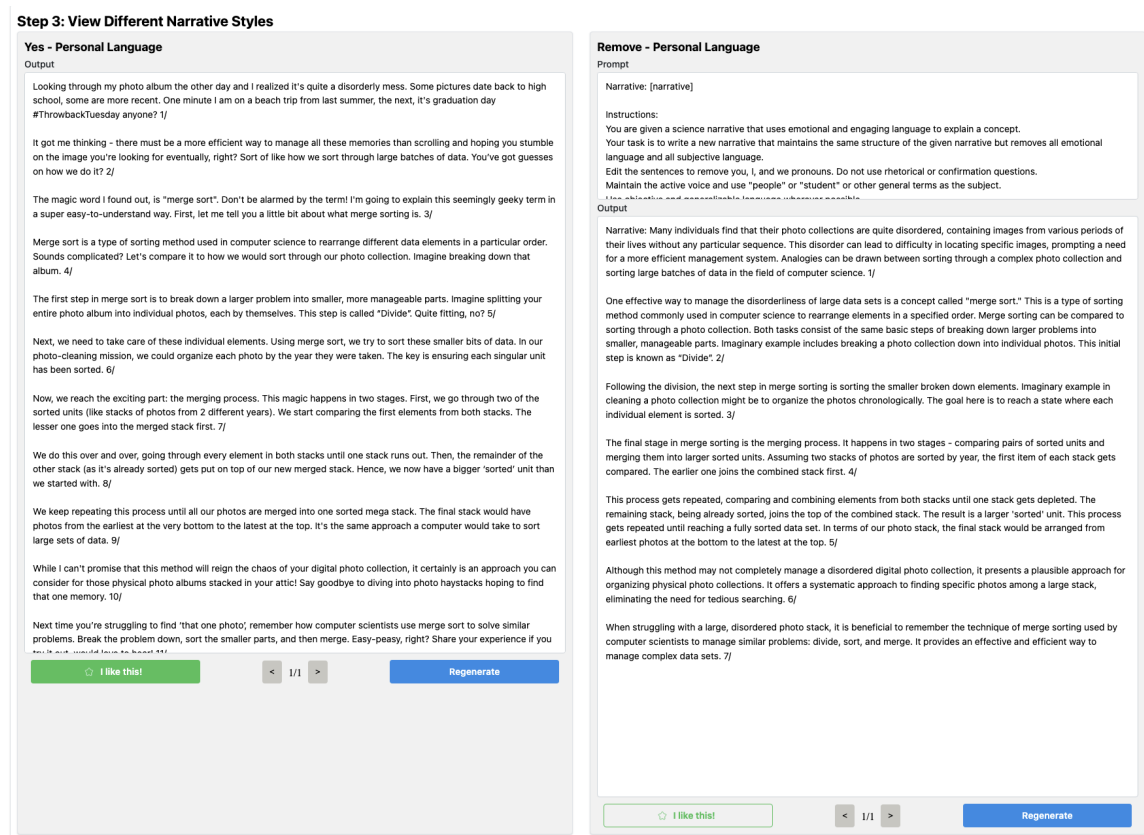 Step 3: View Different Narrative Styles
Yes - Personal Language
Output
Looking through my photo album the other day and I realized it's quite a disorderly mess. Some pictures date back to high
school, some are more recent. One minute I am on a beach trip from last summer, the next, it's graduation day
#ThrowbackTuesday anyone? 1/
It got me thinking - there must be a more efficient way to manage all these memories than scrolling and hoping you stumble
on the image you're looking for eventually, right? Sort of like how we sort through large batches of data. You've got guesses
on how we do it? 2/
The magic word I found out, is "merge sort". Don't be alarmed by the term! I'm going to explain this seemingly geeky term in
a super easy-to-understand way. First, let me tell you a little bit about what merge sorting is. 3/
Merge sort is a type of sorting method used in computer science to rearrange different data elements in a particular order.
Sounds complicated? Let's compare it to how we would sort through our photo collection. Imagine breaking down that
album. 4/
The first step in merge sort is to break down a larger problem into smaller, more manageable parts. Imagine splitting your
entire photo album into individual photos, each by themselves. This step is called “Divide”. Quite fitting, no? 5/
Next, we need to take care of these individual elements. Using merge sort, we try to sort these smaller bits of data. In our
photo-cleaning mission, we could organize each photo by the year they were taken. The key is ensuring each singular unit
has been sorted. 6/
Now, we reach the exciting part: the merging process. This magic happens in two stages. First, we go through two of the
sorted units (like stacks of photos from 2 different years). We start comparing the first elements from both stacks. The
lesser one goes into the merged stack first. 7/
We do this over and over, going through every element in both stacks until one stack runs out. Then, the remainder of the
other stack (as it's already sorted) gets put on top of our new merged stack. Hence, we now have a bigger ‘sorted’ unit than
we started with. 8/
We keep repeating this process until all our photos are merged into one sorted mega stack. The final stack would have
photos from the earliest at the very bottom to the latest at the top. It's the same approach a computer would take to sort
large sets of data. 9/
While I can't promise that this method will reign the chaos of your digital photo collection, it certainly is an approach you can
consider for those physical photo albums stacked in your attic! Say goodbye to diving into photo haystacks hoping to find
that one memory. 10/
Next time you're struggling to find ‘that one photo’, remember how computer scientists use merge sort to solve similar
problems. Break the problem down, sort the smaller parts, and then merge. Easy-peasy, right? Share your experience if you
try it out, would love to hear! 11/
I like this!
< 1/1 >
Regenerate
Remove - Personal Language
Prompt
Narrative: [narrative]
Instructions:
You are given a science narrative that uses emotional and engaging language to explain a concept.
Your task is to write a new narrative that maintains the same structure of the given narrative but removes all emotional
language and all subjective language.
Edit the sentences to remove you, I, and we pronouns. Do not use rhetorical or confirmation questions.
Maintain the active voice and use "people" or "student" or other general terms as the subject.
Use objective and generalizable language wherever possible
Output
Narrative: Many individuals find that their photo collections are quite disordered, containing images from various periods of
their lives without any particular sequence. This disorder can lead to difficulty in locating specific images, prompting a need
for a more efficient management system. Analogies can be drawn between sorting through a complex photo collection and
sorting large batches of data in the field of computer science. 1/
One effective way to manage the disorderliness of large data sets is a concept called "merge sort." This is a type of sorting
method commonly used in computer science to rearrange elements in a specified order. Merge sorting can be compared to
sorting through a photo collection. Both tasks consist of the same basic steps of breaking down larger problems into
smaller, manageable parts. Imaginary example includes breaking a photo collection down into individual photos. This initial
step is known as “Divide”. 2/
Following the division, the next step in merge sorting is sorting the smaller broken down elements. Imaginary example in
cleaning a photo collection might be to organize the photos chronologically. The goal here is to reach a state where each
individual element is sorted. 3/
The final stage in merge sorting is the merging process. It happens in two stages - comparing pairs of sorted units and
merging them into larger sorted units. Assuming two stacks of photos are sorted by year, the first item of each stack gets
compared. The earlier one joins the combined stack first. 4/
This process gets repeated, comparing and combining elements from both stacks until one stack gets depleted. The
remaining stack, being already sorted, joins the top of the combined stack. The result is a larger 'sorted' unit. This process
gets repeated until reaching a fully sorted data set. In terms of our photo stack, the final stack would be arranged from
earliest photos at the bottom to the latest at the top. 5/
Although this method may not completely manage a disordered digital photo collection, it presents a plausible approach for
organizing physical photo collections. It offers a systematic approach to finding specific photos among a large stack,
eliminating the need for tedious searching. 6/
When struggling with a large, disordered photo stack, it is beneficial to remember the technique of merge sorting used by
computer scientists to manage similar problems: divide, sort, and merge. It provides an effective and efficient way to
manage complex data sets. 7/
I like this!
< 1/1 >
Regenerate